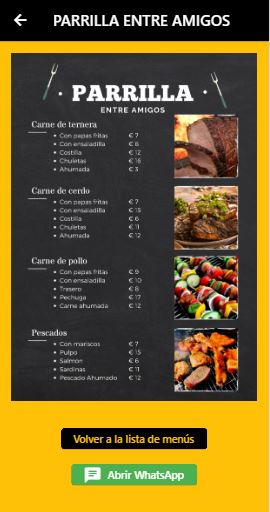 PARRILLA ENTRE AMIGOS
PARRILLA
ENTRE AMIGOS
Carne de ternera
Con papas fritas € 7
Con ensaladilla € 8
Costilla € 12
Chuletas € 16
Ahumada € 3
Carne de cerdo
Con papas fritas € 7
Con ensaladilla € 15
Costilla € 6
Chuletas € 11
Ahumada € 12
Carne de pollo
Con papas fritas € 9
Con ensaladilla € 10
Trasero € 8
Pechuga € 17
Carne ahumada € 12
Pescados
Con mariscos € 7
Pulpo € 15
Salmon € 6
Sardinas € 11
Pescado Ahumado € 12
Volver a la lista de menús
Abrir WhatsApp